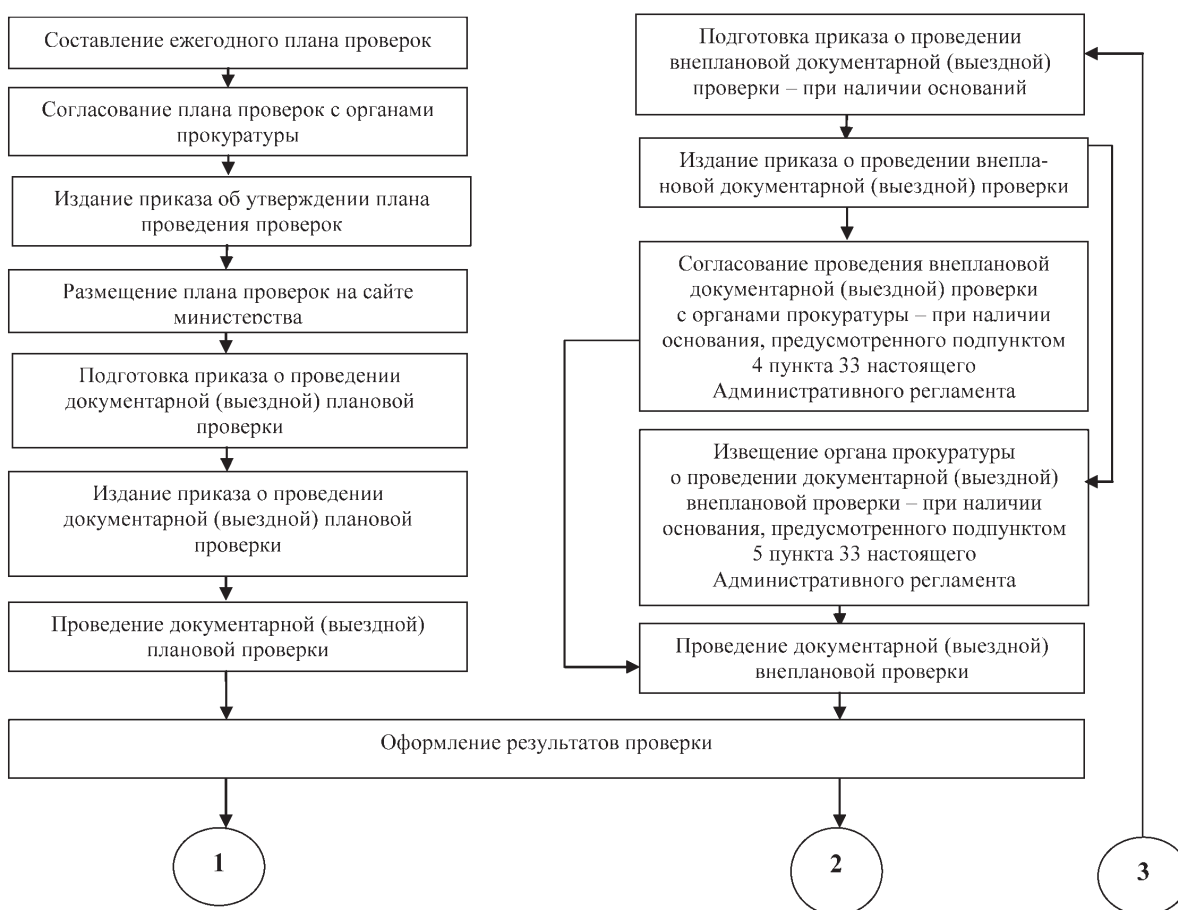 Составление ежегодного плана проверок
Согласование плана проверок с органами
прокуратуры
Издание приказа об утверждении плана
проведения проверок
Размещение плана проверок на сайте
министерства
Подготовка приказа о проведении
документарной (выездной) плановой
проверки
Издание приказа о проведении
документарной (выездной) плановой
проверки
Проведение документарной (выездной)
плановой проверки
Подготовка приказа о проведении
внеплановой документарной (выездной)
проверки – при наличии оснований
Издание приказа о проведении внепла-
новой документарной (выездной) проверки
Согласование проведения внеплановой
документарной (выездной) проверки
с органами прокуратуры – при наличии
основания, предусмотренного подпунктом
4 пункта 33 настоящего
Административного регламента
Извещение органа прокуратуры
о проведении документарной (выездной)
внеплановой проверки – при наличии
основания, предусмотренного подпунктом
5 пункта 33 настоящего
Административного регламента
Проведение документарной (выездной)
внеплановой проверки
Оформление результатов проверки
1
2
3